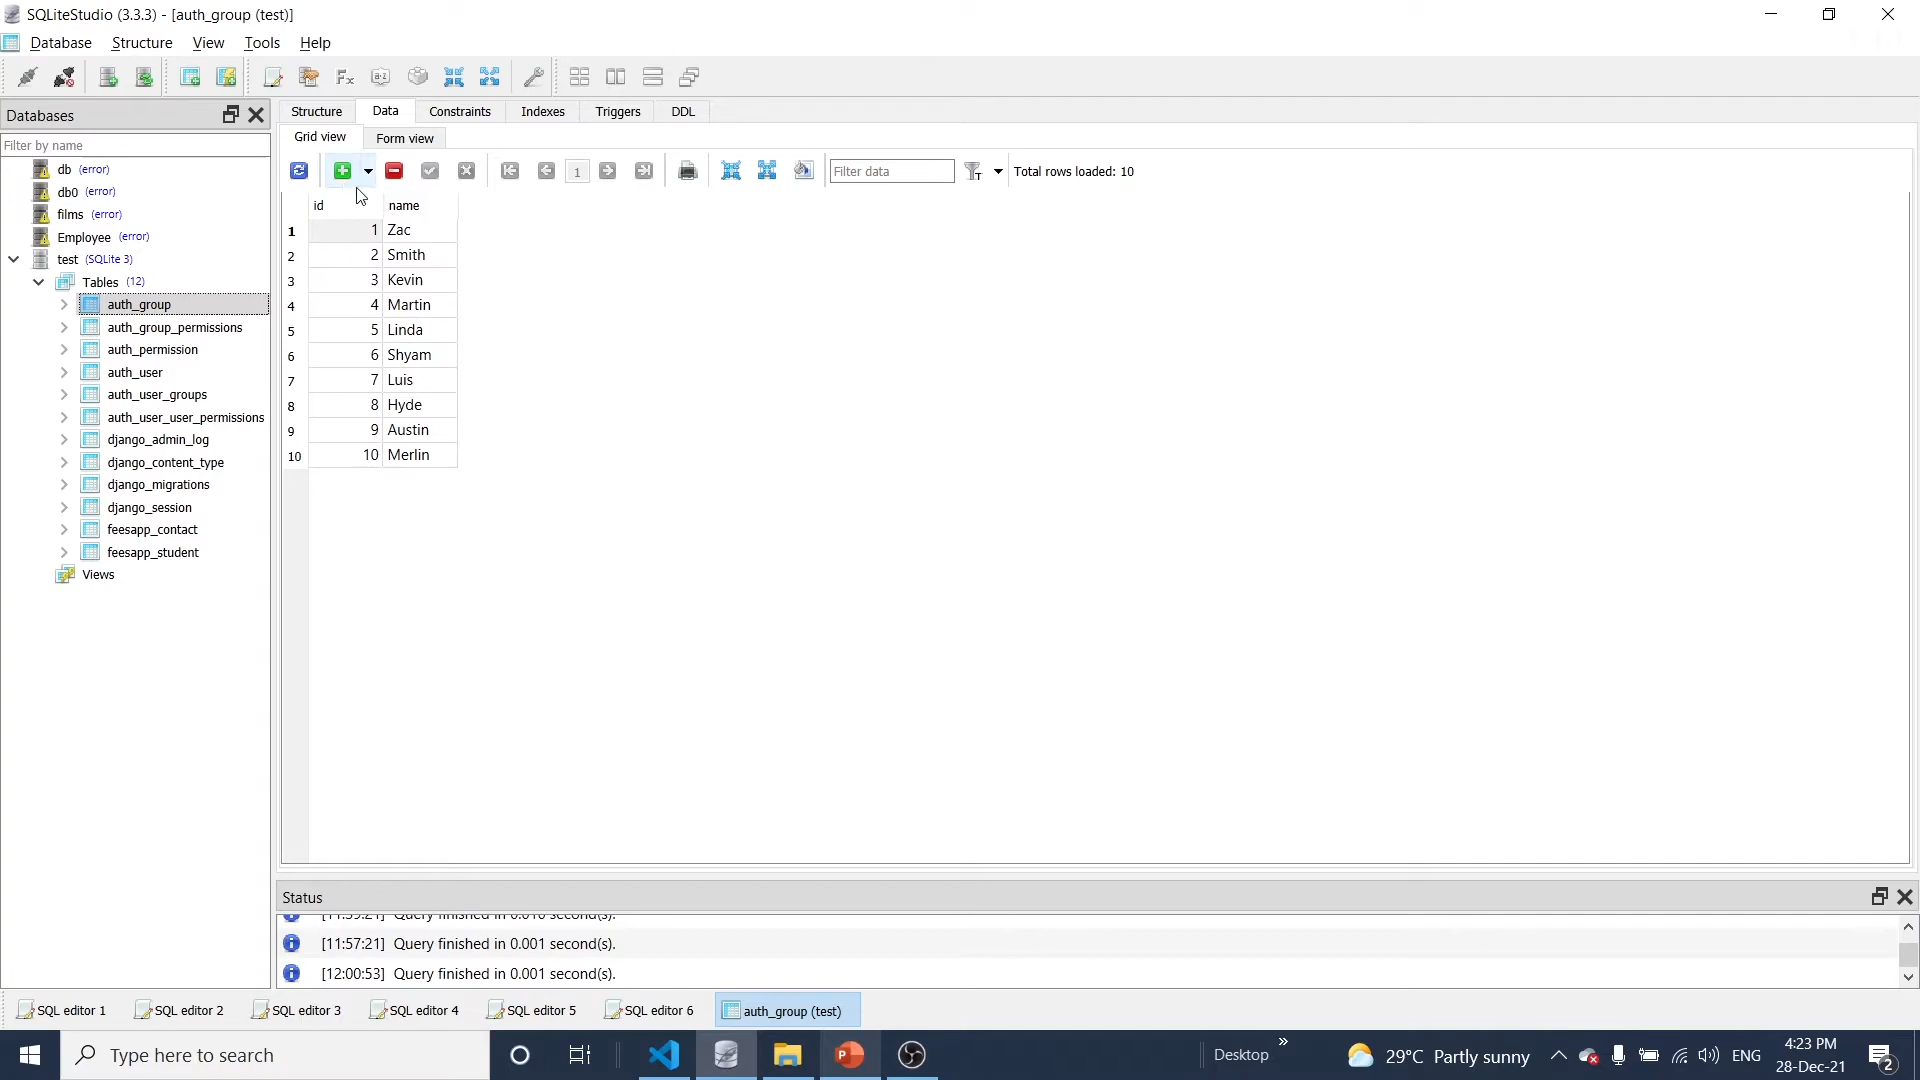 SQLiteStudio (3.3.3) - [auth_group (test)]
Database Structure View Tools Help
Databases
Filter by name
db (error)
db0 (error)
films (error)
Employee (error)
test (SQLite 3)
Tables (12)
auth_group
auth_group_permissions
auth_permission
auth_user
auth_user_groups
auth_user_user_permissions
django_admin_log
django_content_type
django_migrations
django_session
feesapp_contact
feesapp_student
Views
Structure Data Constraints Indexes Triggers DDL
Grid view Form view
1 Filter data Total rows loaded: 10
id name
1 1 Zac
2 2 Smith
3 3 Kevin
4 4 Martin
5 5 Linda
6 6 Shyam
7 7 Luis
8 8 Hyde
9 9 Austin
10 10 Merlin
Status
Query finished in second(s).
[11:57:21] Query finished in 0.001 second(s).
[12:00:53] Query finished in 0.001 second(s).
SQL editor 1 SQL editor 2 SQL editor 3 SQL editor 4 SQL editor 5 SQL editor 6 auth_group (test)
Type here to search Desktop 29°C Partly sunny ENG 4:23 PM
28-Dec-21 2